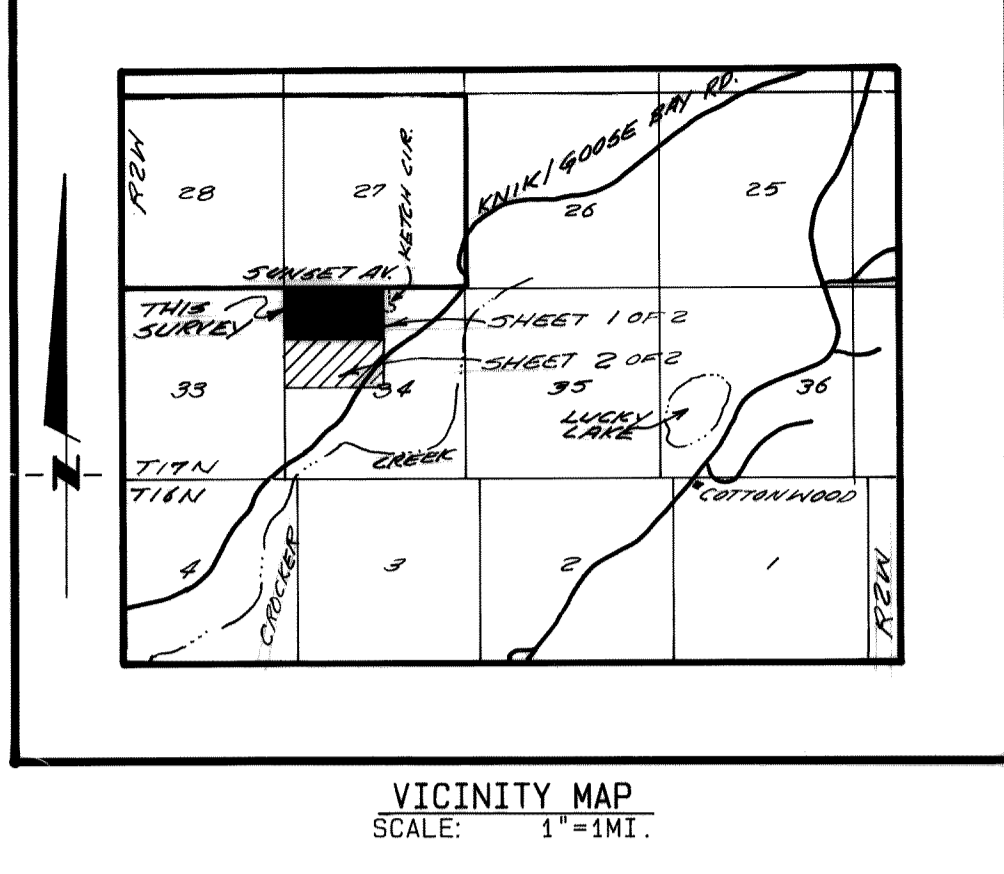 R2W
28
27
KETCH CIR.
KNIK/GOOSE BAY RD.
26
25
SUNSET AV.
THIS
SURVEY
SHEET 1 OF 2
SHEET 2 OF 2
33
34
35
36
LUCKY
LAKE
CREEK
T17N
T16N
COTTONWOOD
4
CROCKER
3
2
1
R2W
N
VICINITY MAP
SCALE: 1"=1MI.